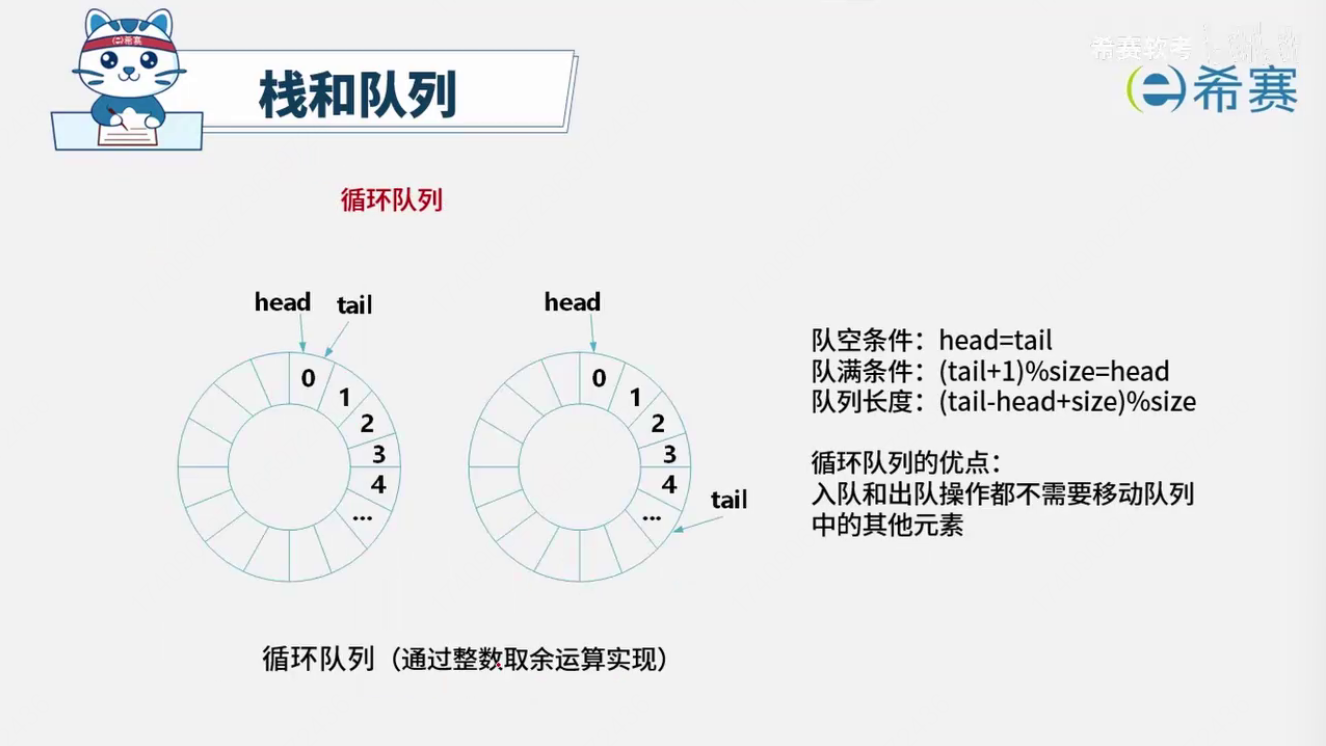 希赛
希赛软考
希赛
栈和队列
循环队列
head
tail
0
1
2
3
4
...
head
0
1
2
3
4
...
tail
队空条件：head=tail
队满条件：(tail+1)%size=head
队列长度：(tail-head+size)%size
循环队列的优点：
入队和出队操作都不需要移动队列
中的其他元素
循环队列（通过整数取余运算实现）